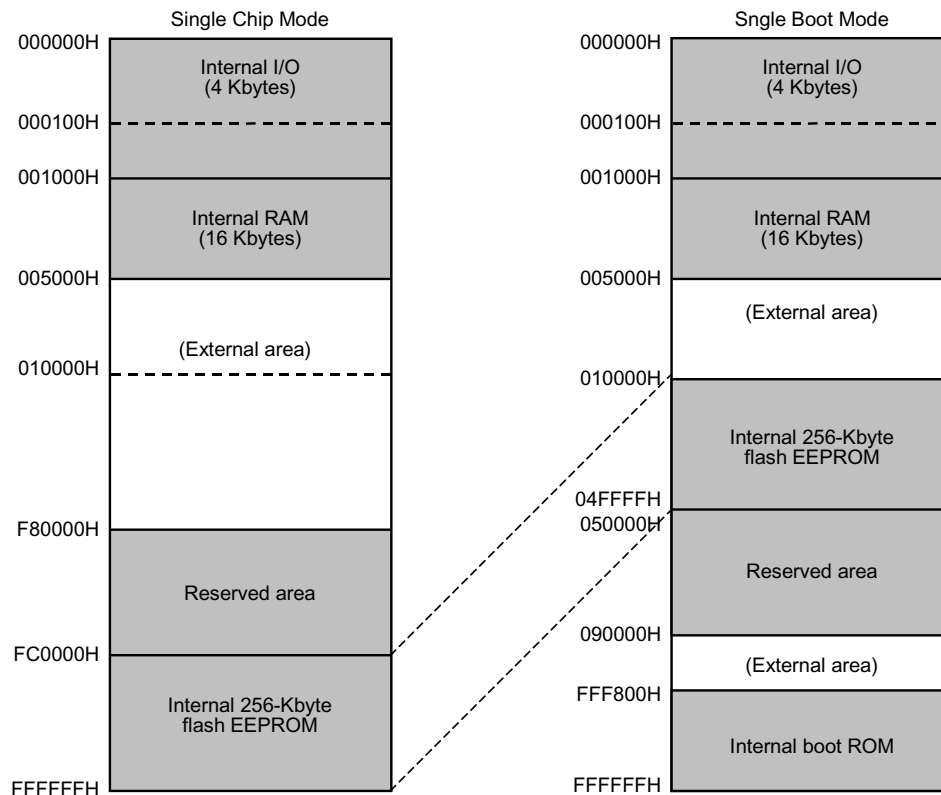 Single Chip Mode
000000H
Internal I/O
(4 Kbytes)
000100H
001000H
Internal RAM
(16 Kbytes)
005000H
(External area)
010000H
F80000H
Reserved area
FC0000H
Internal 256-Kbyte
flash EEPROM
FFFFFFH
Sngle Boot Mode
000000H
Internal I/O
(4 Kbytes)
000100H
001000H
Internal RAM
(16 Kbytes)
005000H
(External area)
010000H
Internal 256-Kbyte
flash EEPROM
04FFFFH
050000H
Reserved area
090000H
(External area)
FFF800H
Internal boot ROM
FFFFFFH